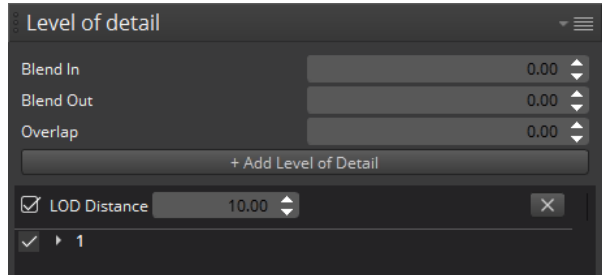 Level of detail
Blend In 0.00
Blend Out 0.00
Overlap 0.00
+ Add Level of Detail
LOD Distance 10.00
1